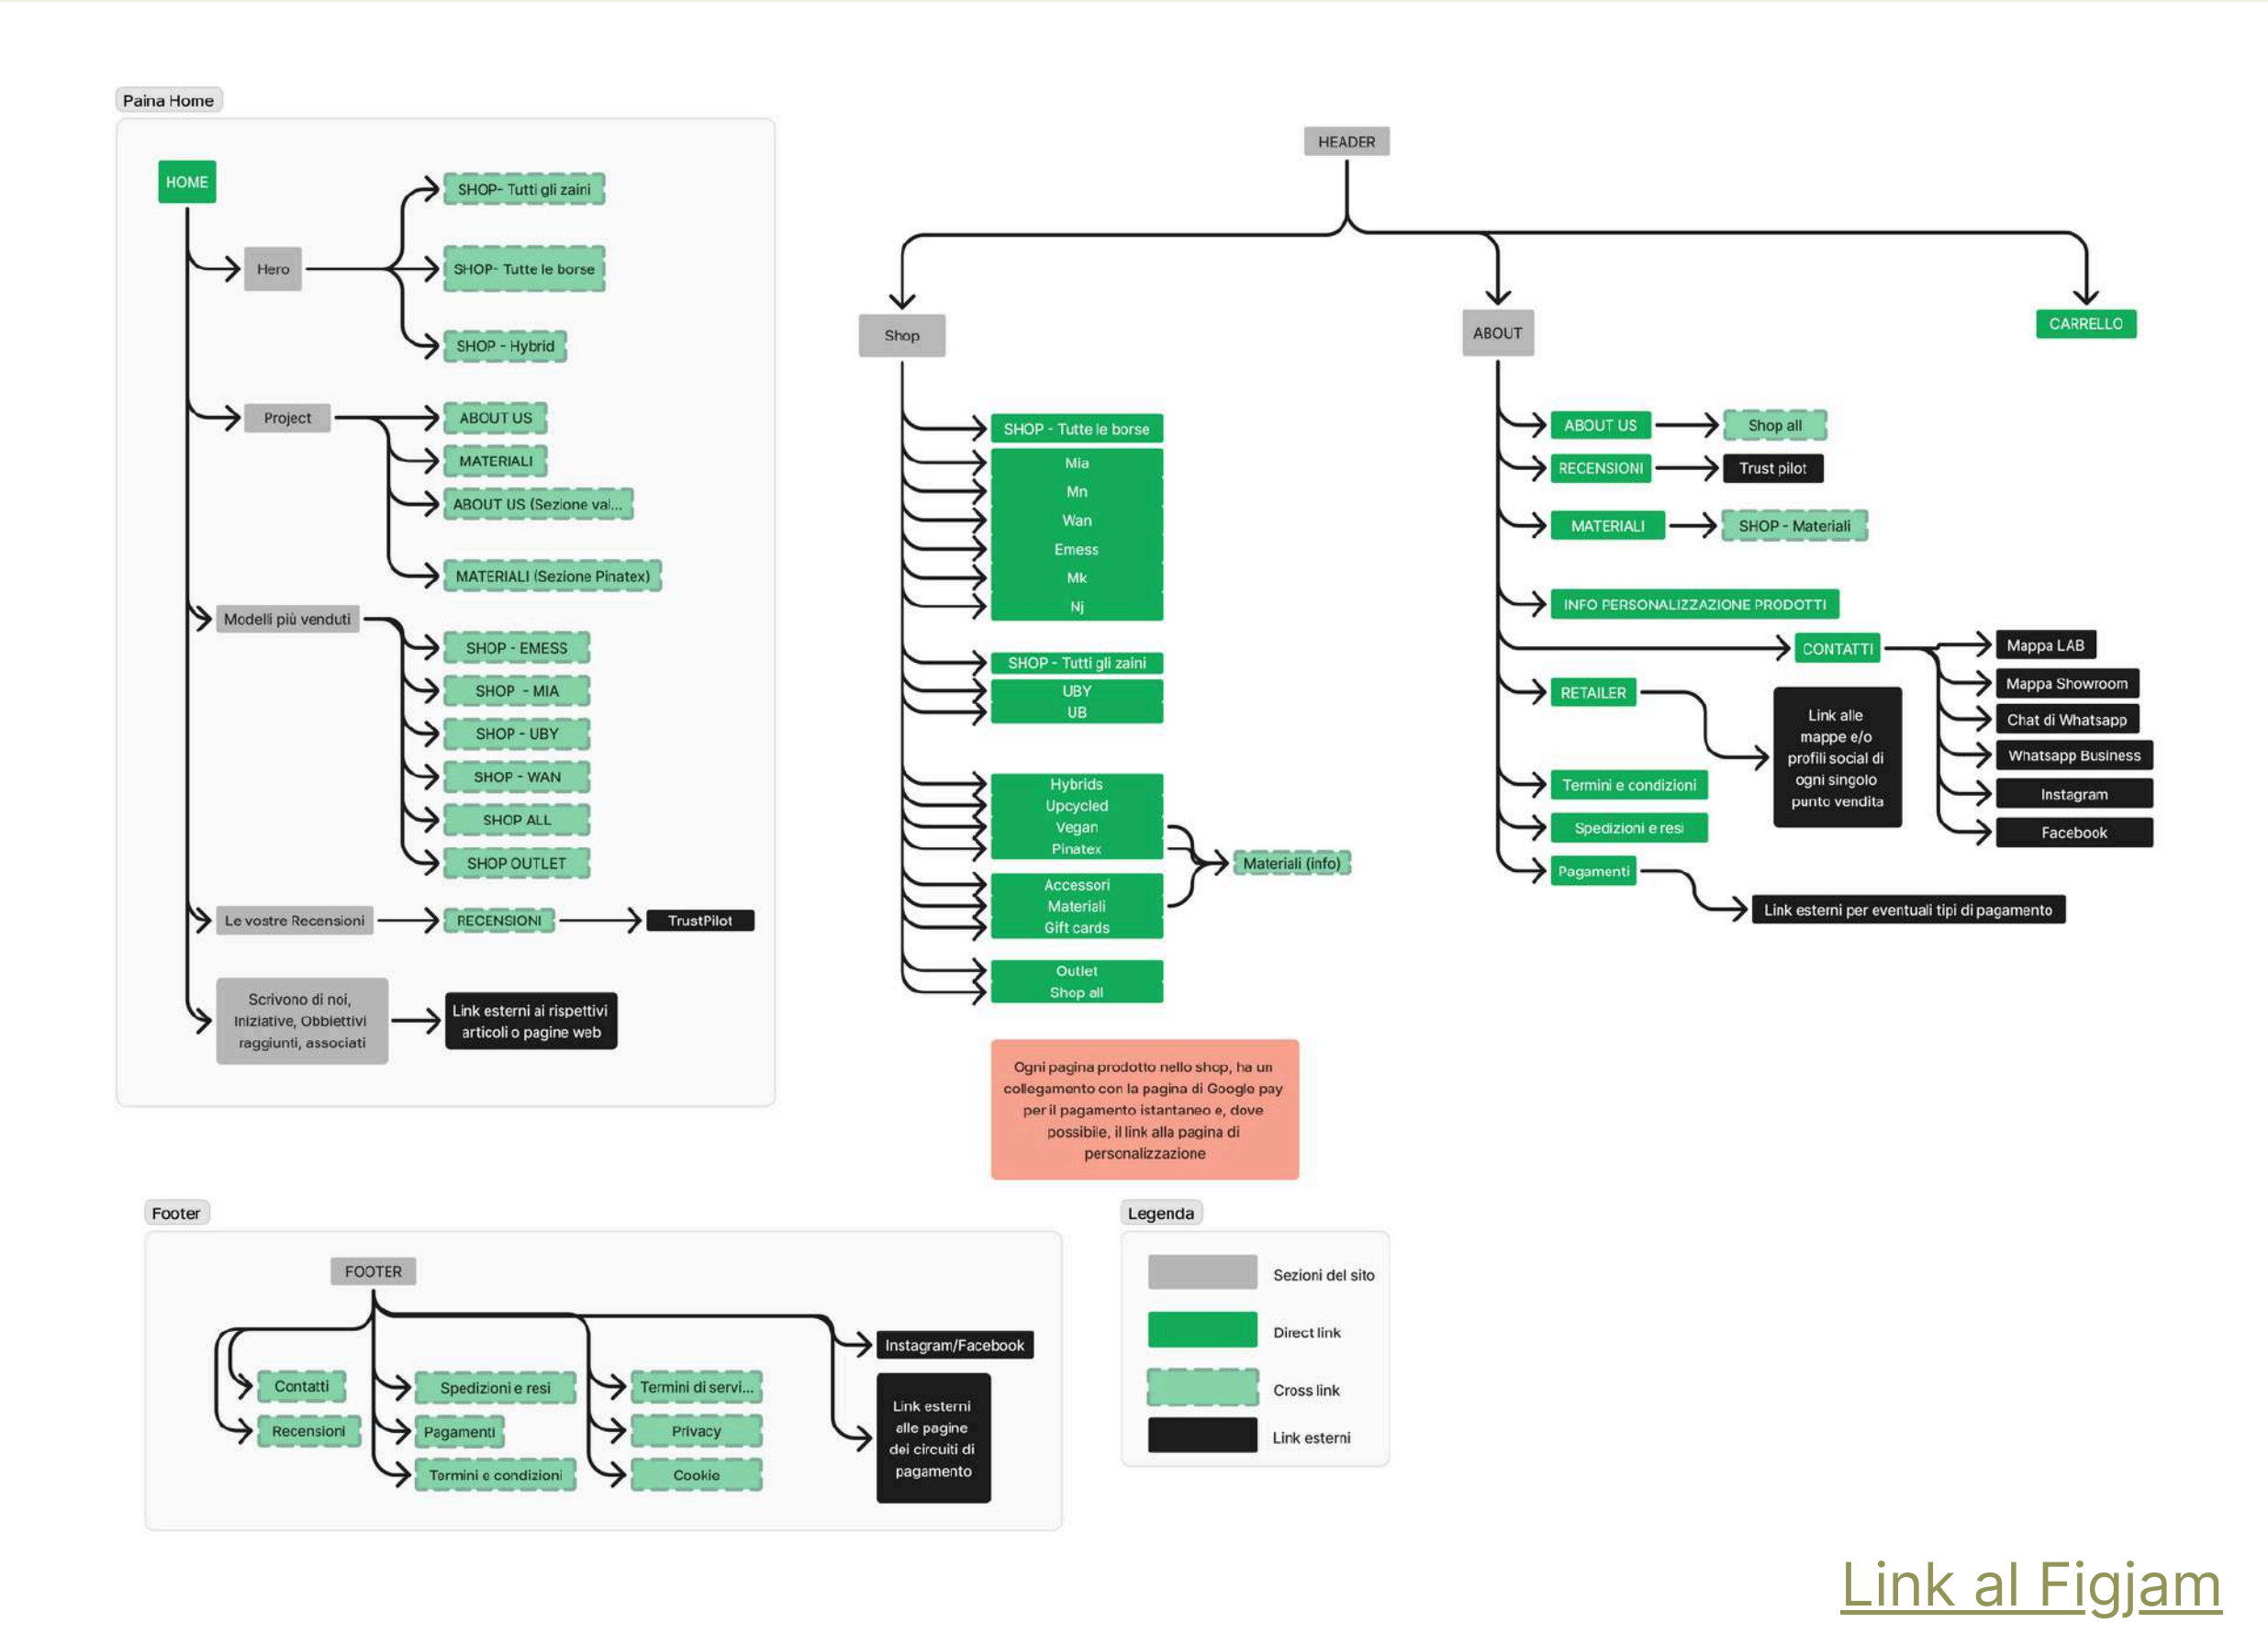 Paina Home
HOME
Hero
SHOP- Tutti gli zaini
SHOP- Tutte le borse
SHOP - Hybrid
Project
ABOUT US
MATERIALI
ABOUT US (Sezione val...
MATERIALI (Sezione Pinatex)
Modelli più venduti
SHOP - EMESS
SHOP - MIA
SHOP - UBY
SHOP - WAN
SHOP ALL
SHOP OUTLET
Le vostre Recensioni
RECENSIONI
TrustPilot
Scrivono di noi,
Iniziative, Obbiettivi
raggiunti, associati
Link esterni ai rispettivi
articoli o pagine web
HEADER
Shop
SHOP - Tutte le borse
Mia
Mn
Wan
Emess
Mk
Nj
SHOP - Tutti gli zaini
UBY
UB
Hybrids
Upcycled
Vegan
Pinatex
Materiali (info)
Accessori
Materiali
Gift cards
Outlet
Shop all
Ogni pagina prodotto nello shop, ha un
collegamento con la pagina di Google pay
per il pagamento istantaneo e, dove
possibile, il link alla pagina di
personalizzazione
ABOUT
ABOUT US
Shop all
RECENSIONI
Trust pilot
MATERIALI
SHOP - Materiali
INFO PERSONALIZZAZIONE PRODOTTI
CONTATTI
Mappa LAB
Mappa Showroom
Chat di Whatsapp
Whatsapp Business
Instagram
Facebook
RETAILER
Link alle
mappe e/o
profili social di
ogni singolo
punto vendita
Termini e condizioni
Spedizioni e resi
Pagamenti
Link esterni per eventuali tipi di pagamento
CARRELLO
Footer
FOOTER
Contatti
Recensioni
Spedizioni e resi
Pagamenti
Termini e condizioni
Termini di servi...
Privacy
Cookie
Instagram/Facebook
Link esterni
alle pagine
dei circuiti di
pagamento
Legenda
Sezioni del sito
Direct link
Cross link
Link esterni
Link al Figjam